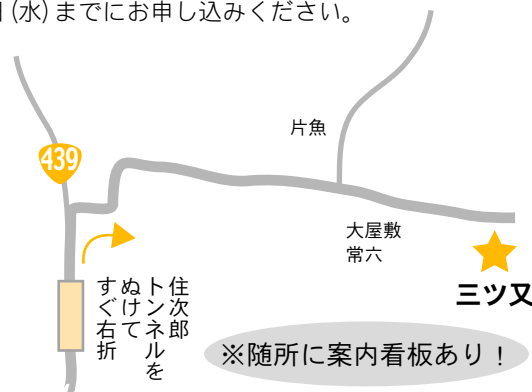 (水)までにお申し込みください。
片魚
439
大屋敷
常六
三ツ又
住次郎
トンネルを
ぬけて
すぐ右折
※随所に案内看板あり！